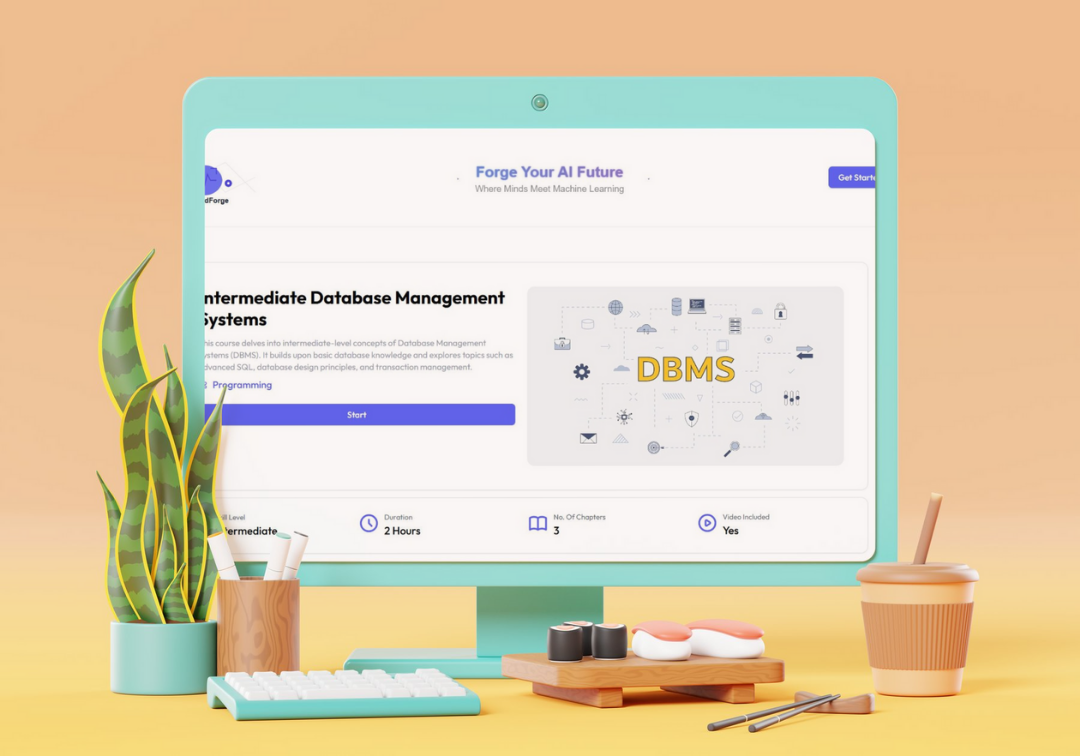 Forge Your AI Future
Where Minds Meet Machine Learning
Get Starte
dForge
ntermediate Database Management
Systems
his course delves into intermediate-level concepts of Database Management
ystems (DBMS). It builds upon basic database knowledge and explores topics such as
dvanced SQL, database design principles, and transaction management.
Programming
Start
DBMS
ll Level
termediate
Duration
2 Hours
No. Of Chapters
3
Video Included
Yes